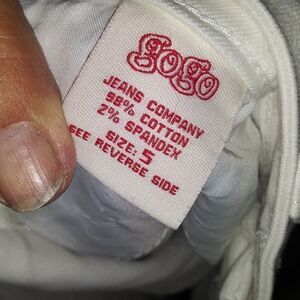 GOGO
JEANS COMPANY
98% COTTON
2% SPANDEX
SIZE: 5
SEE REVERSE SIDE